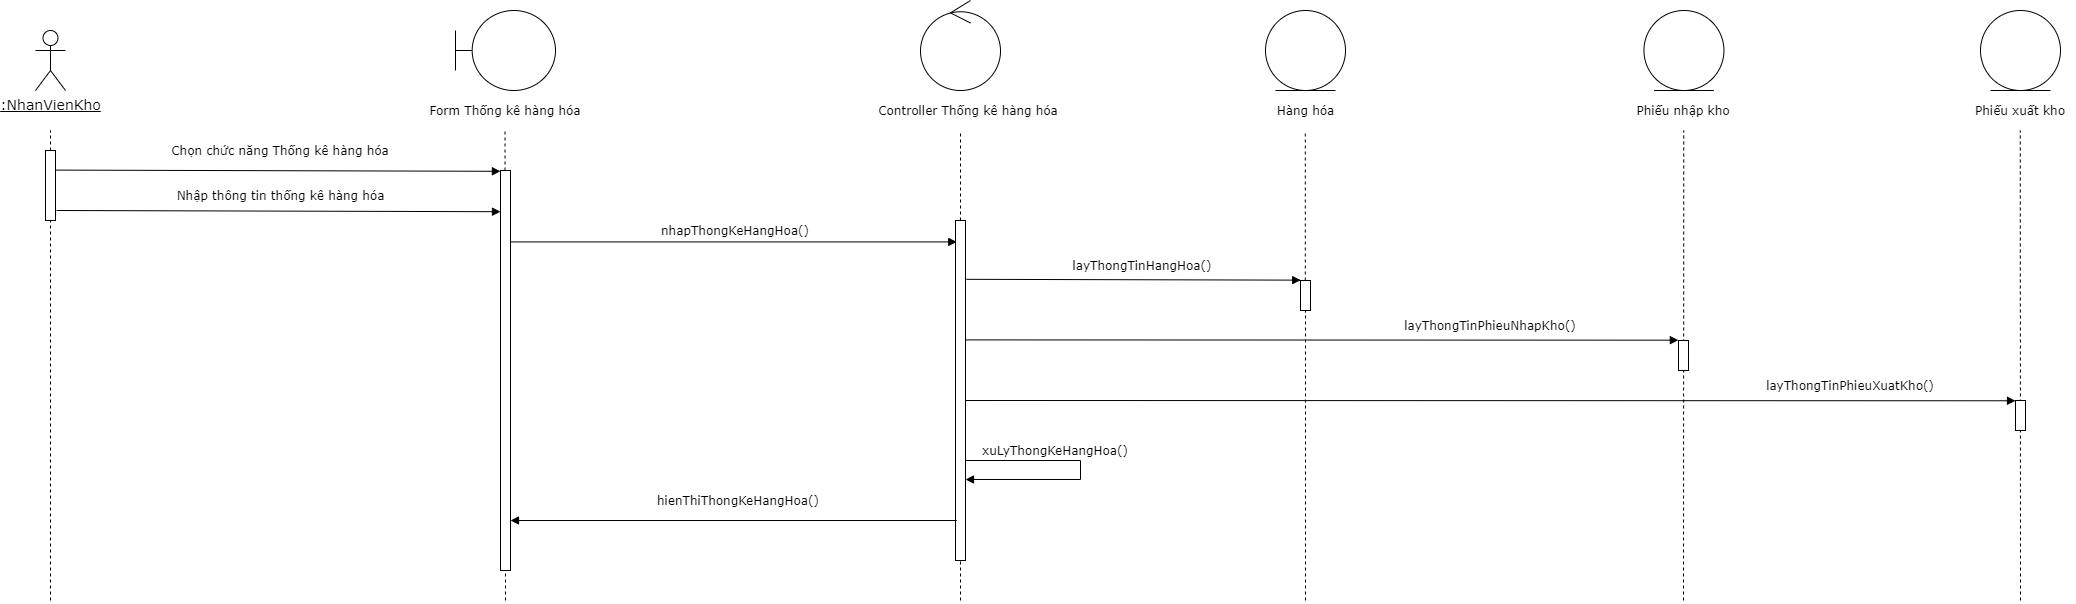 :NhanVienKho
Form Thống kê hàng hóa
Controller Thống kê hàng hóa
Hàng hóa
Phiếu nhập kho
Phiếu xuất kho
Chọn chức năng Thống kê hàng hóa
Nhập thông tin thống kê hàng hóa
nhapThongKeHangHoa()
layThongTinHangHoa()
layThongTinPhieuNhapKho()
layThongTinPhieuXuatKho()
xuLyThongKeHangHoa()
hienThiThongKeHangHoa()